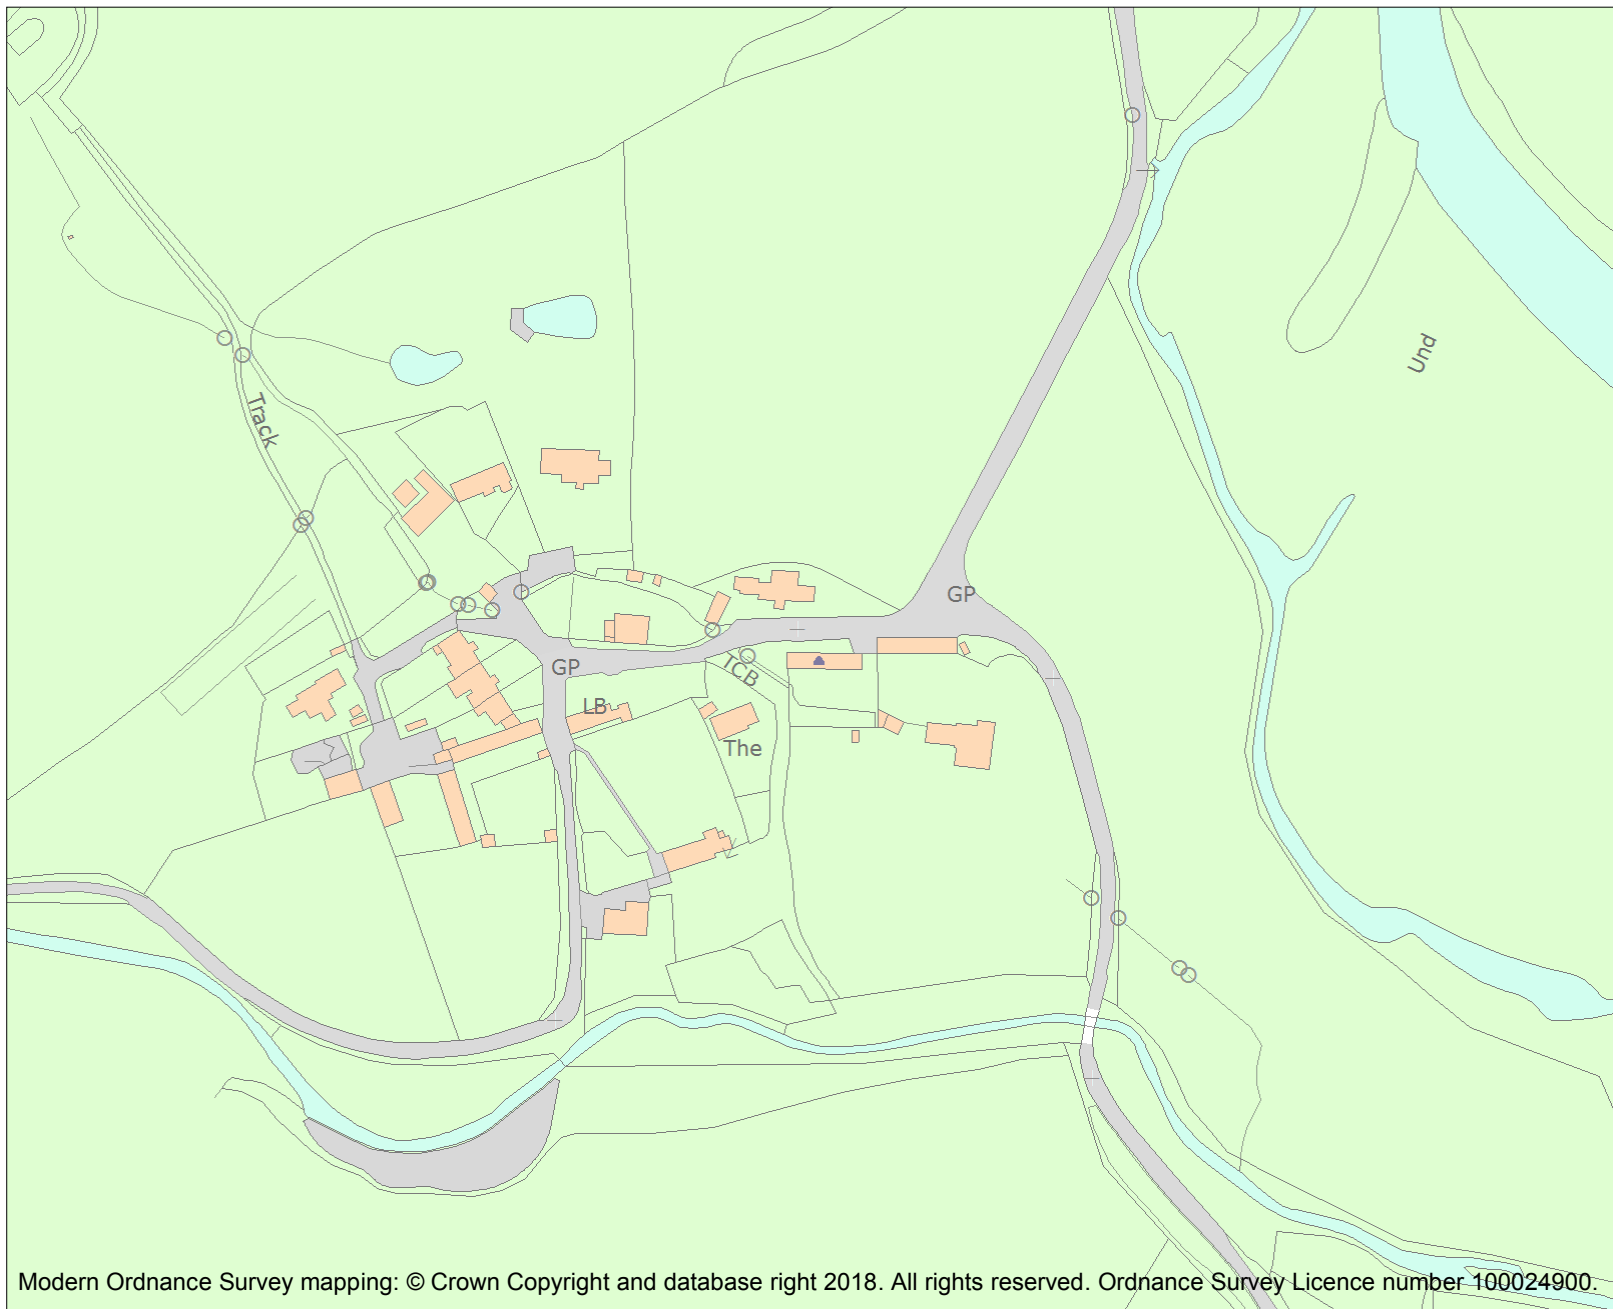 Und
Track
GP
GP
TCB
LB
The
Modern Ordnance Survey mapping: © Crown Copyright and database right 2018. All rights reserved. Ordnance Survey Licence number 100024900.